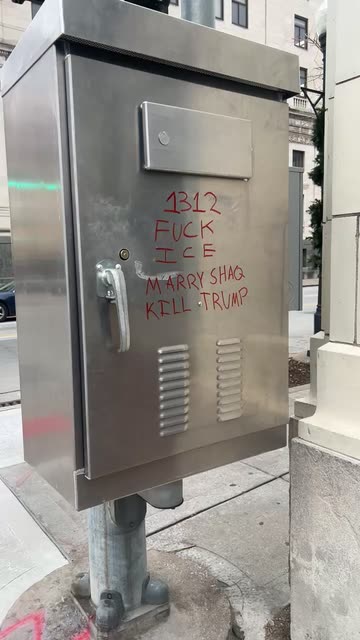 1312
FUCK
ICE
MARRY SHAQ
KILL TRUMP